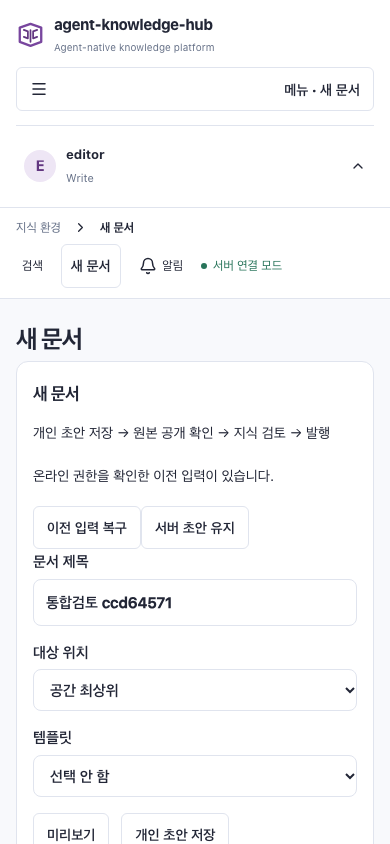 agent-knowledge-hub
Agent-native knowledge platform
메뉴 · 새 문서
E
editor
Write
지식 환경 > 새 문서
검색 새 문서 알림 서버 연결 모드
새 문서
새 문서
개인 초안 저장 → 원본 공개 확인 → 지식 검토 → 발행
온라인 권한을 확인한 이전 입력이 있습니다.
이전 입력 복구 서버 초안 유지
문서 제목
통합검토 ccd64571
대상 위치
공간 최상위
템플릿
선택 안 함
미리보기 개인 초안 저장